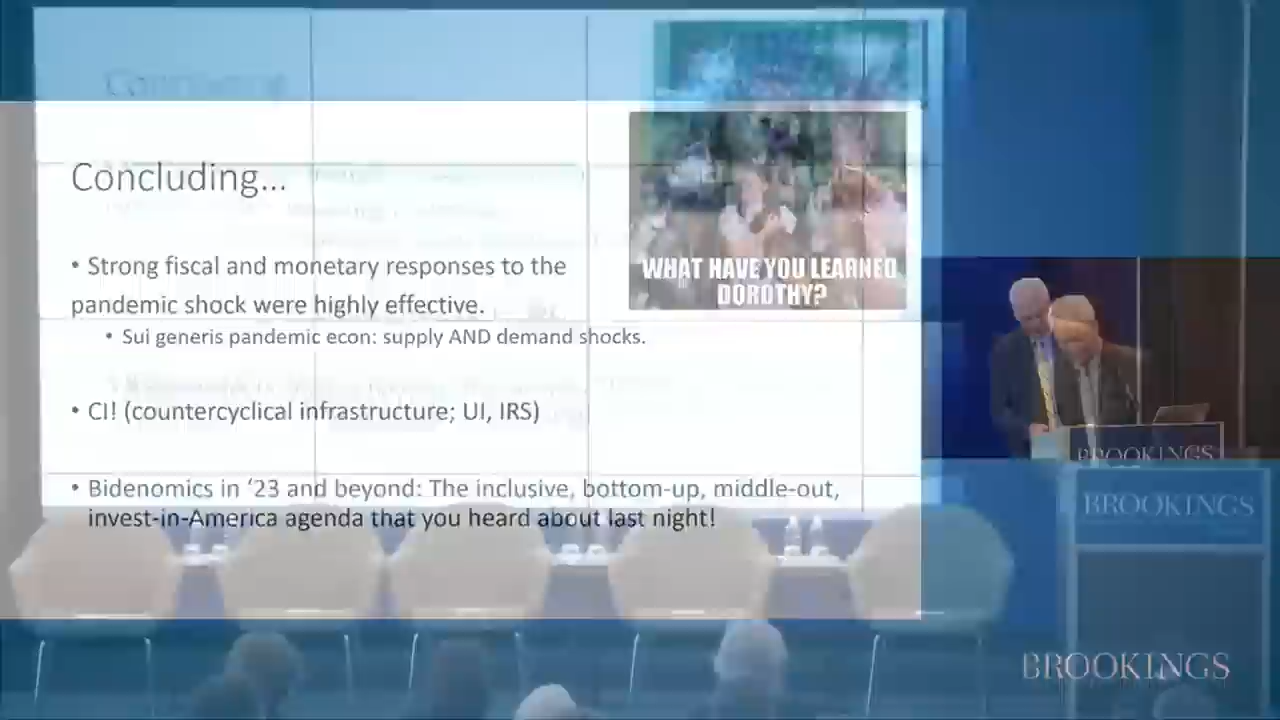 Concluding...
WHAT HAVE YOU LEARNED
DOROTHY?
• Strong fiscal and monetary responses to the
pandemic shock were highly effective.
• Sui generis pandemic econ: supply AND demand shocks.
• CI! (countercyclical infrastructure; UI, IRS)
• Bidenomics in ‘23 and beyond: The inclusive, bottom-up, middle-out,
invest-in-America agenda that you heard about last night!
BROOKINGS
BROOKINGS
BROOKINGS